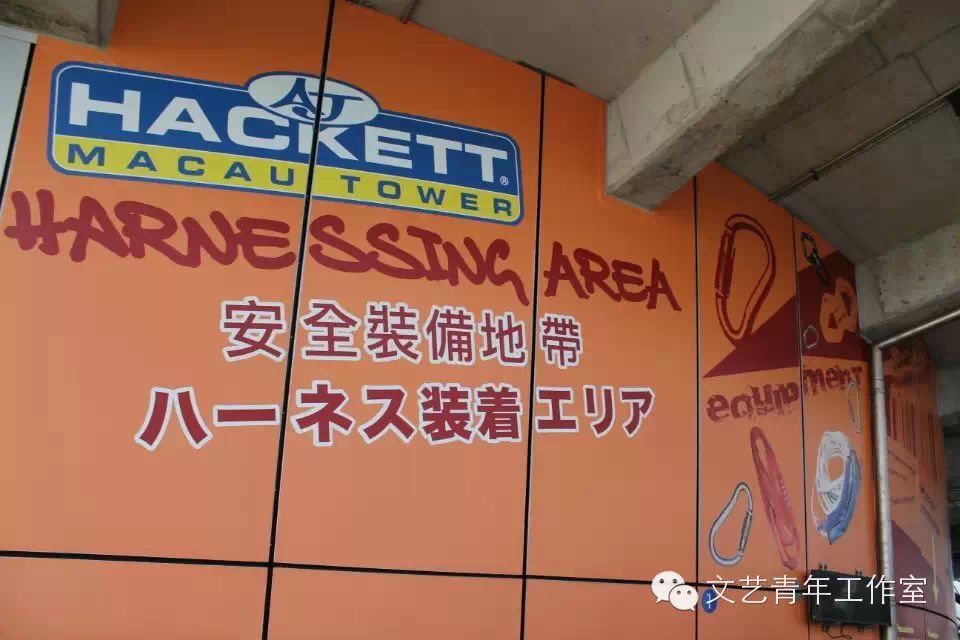 AJ
HACKETT®
MACAU TOWER
HARNESSING AREA
安全裝備地帶
ハーネス装着エリア
equipment
文艺青年工作室